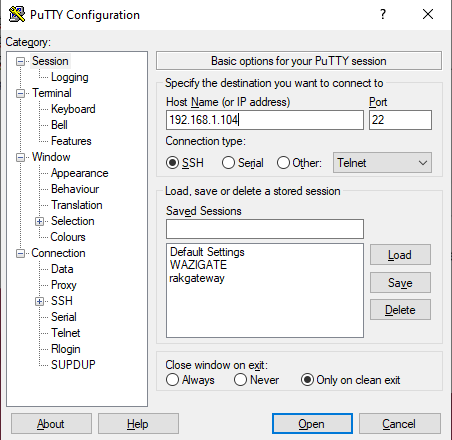 PuTTY Configuration
?
Category:
Session
Logging
Terminal
Keyboard
Bell
Features
Window
Appearance
Behaviour
Translation
Selection
Colours
Connection
Data
Proxy
SSH
Serial
Telnet
Rlogin
SUPDUP
Basic options for your PuTTY session
Specify the destination you want to connect to
Host Name (or IP address) Port
192.168.1.104 22
Connection type:
SSH Serial Other: Telnet
Load, save or delete a stored session
Saved Sessions
Default Settings
WAZIGATE
rakgateway
Load
Save
Delete
Close window on exit:
Always Never Only on clean exit
About Help Open Cancel